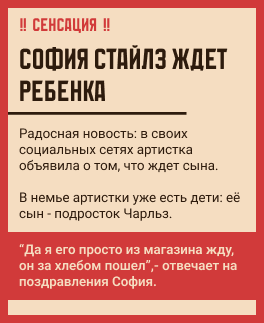 !! СЕНСАЦИЯ !!
СОФИЯ СТАЙЛЗ ЖДЕТ
РЕБЕНКА
Радосная новость: в своих
социальных сетях артистка
объявила о том, что ждет сына.
В немье артистки уже есть дети: её
сын - подросток Чарльз.
“Да я его просто из магазина жду,
он за хлебом пошел”,- отвечает на
поздравления София.